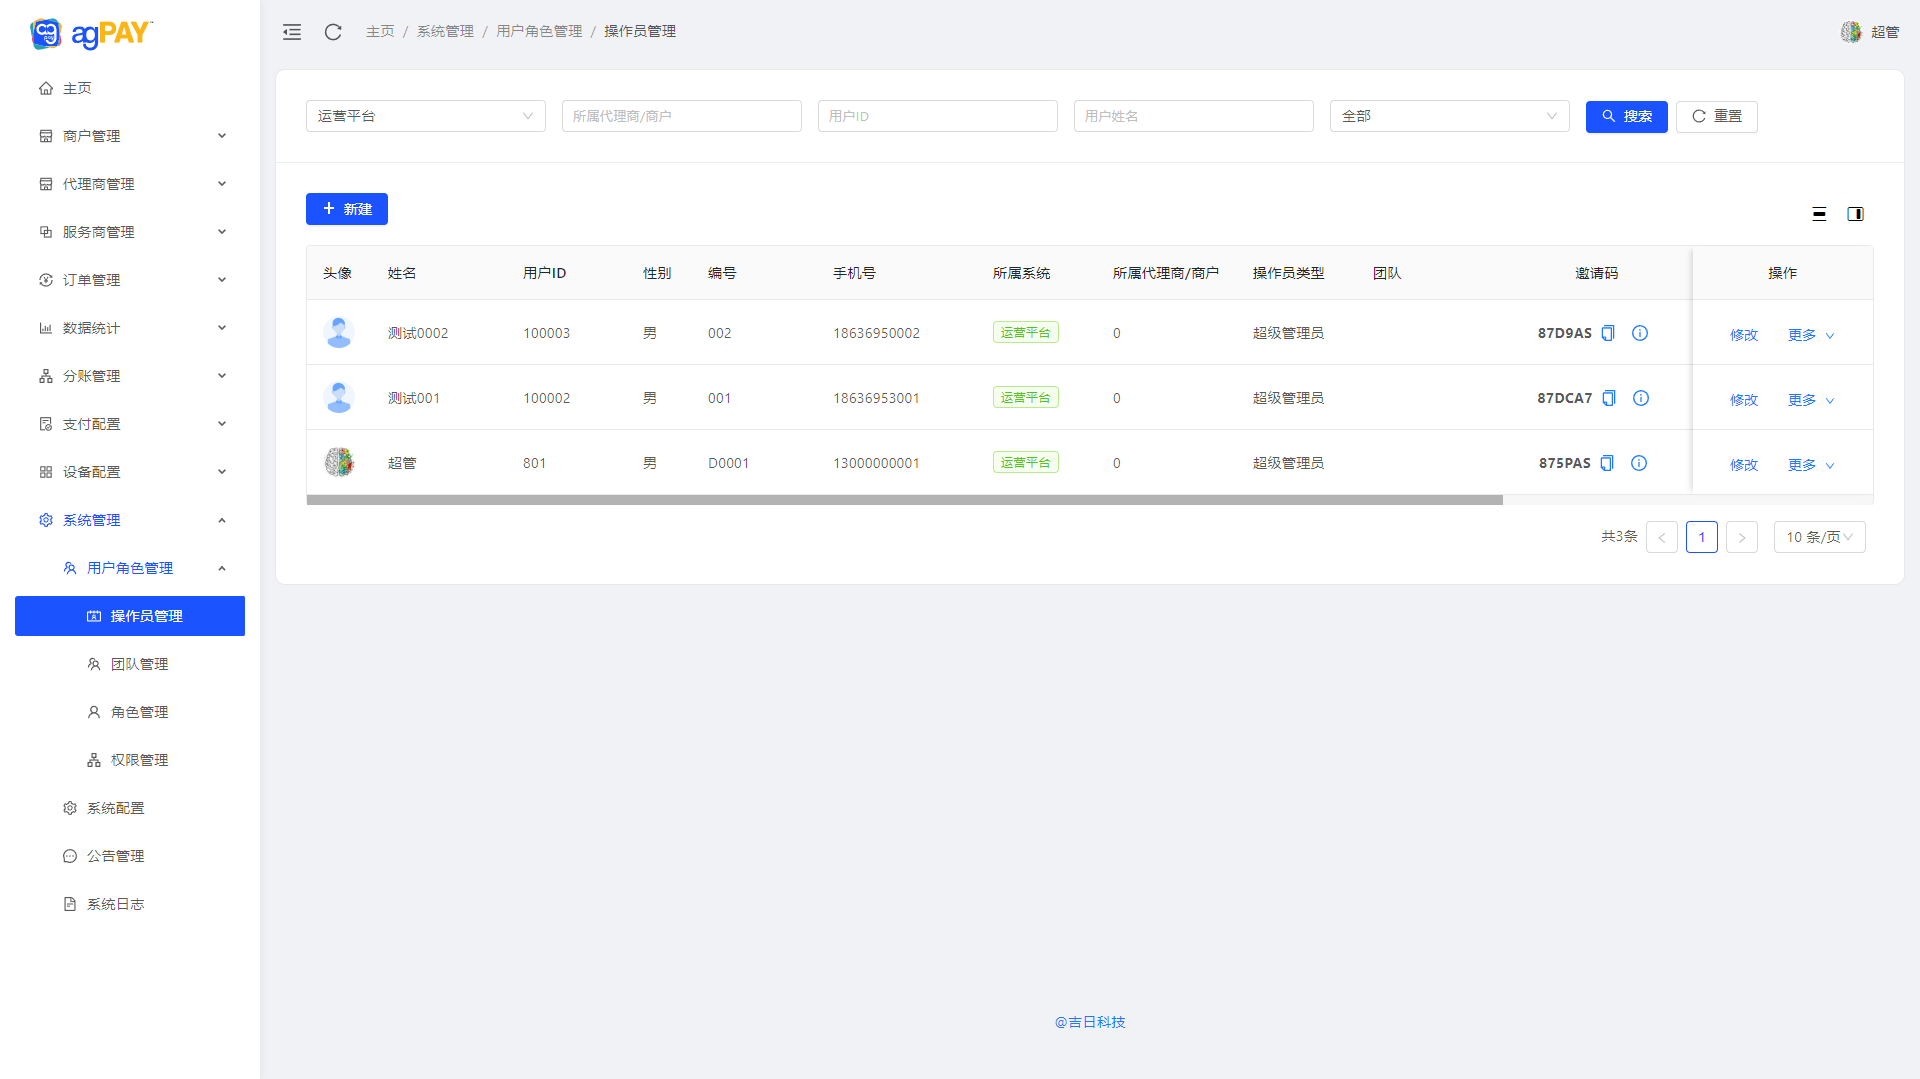 agPAY
主页 / 系统管理 / 用户角色管理 / 操作员管理
超管
主页
商户管理
代理商管理
服务商管理
订单管理
数据统计
分账管理
支付配置
设备配置
系统管理
用户角色管理
操作员管理
团队管理
角色管理
权限管理
系统配置
公告管理
系统日志
运营平台 所属代理商/商户 用户ID 用户姓名 全部 搜索 重置
新建
头像 姓名 用户ID 性别 编号 手机号 所属系统 所属代理商/商户 操作员类型 团队 邀请码 操作
测试0002 100003 男 002 18636950002 运营平台 0 超级管理员 87D9AS 修改 更多
测试001 100002 男 001 18636953001 运营平台 0 超级管理员 87DCA7 修改 更多
超管 801 男 D0001 13000000001 运营平台 0 超级管理员 875PAS 修改 更多
共3条 < 1 > 10 条/页
@吉日科技